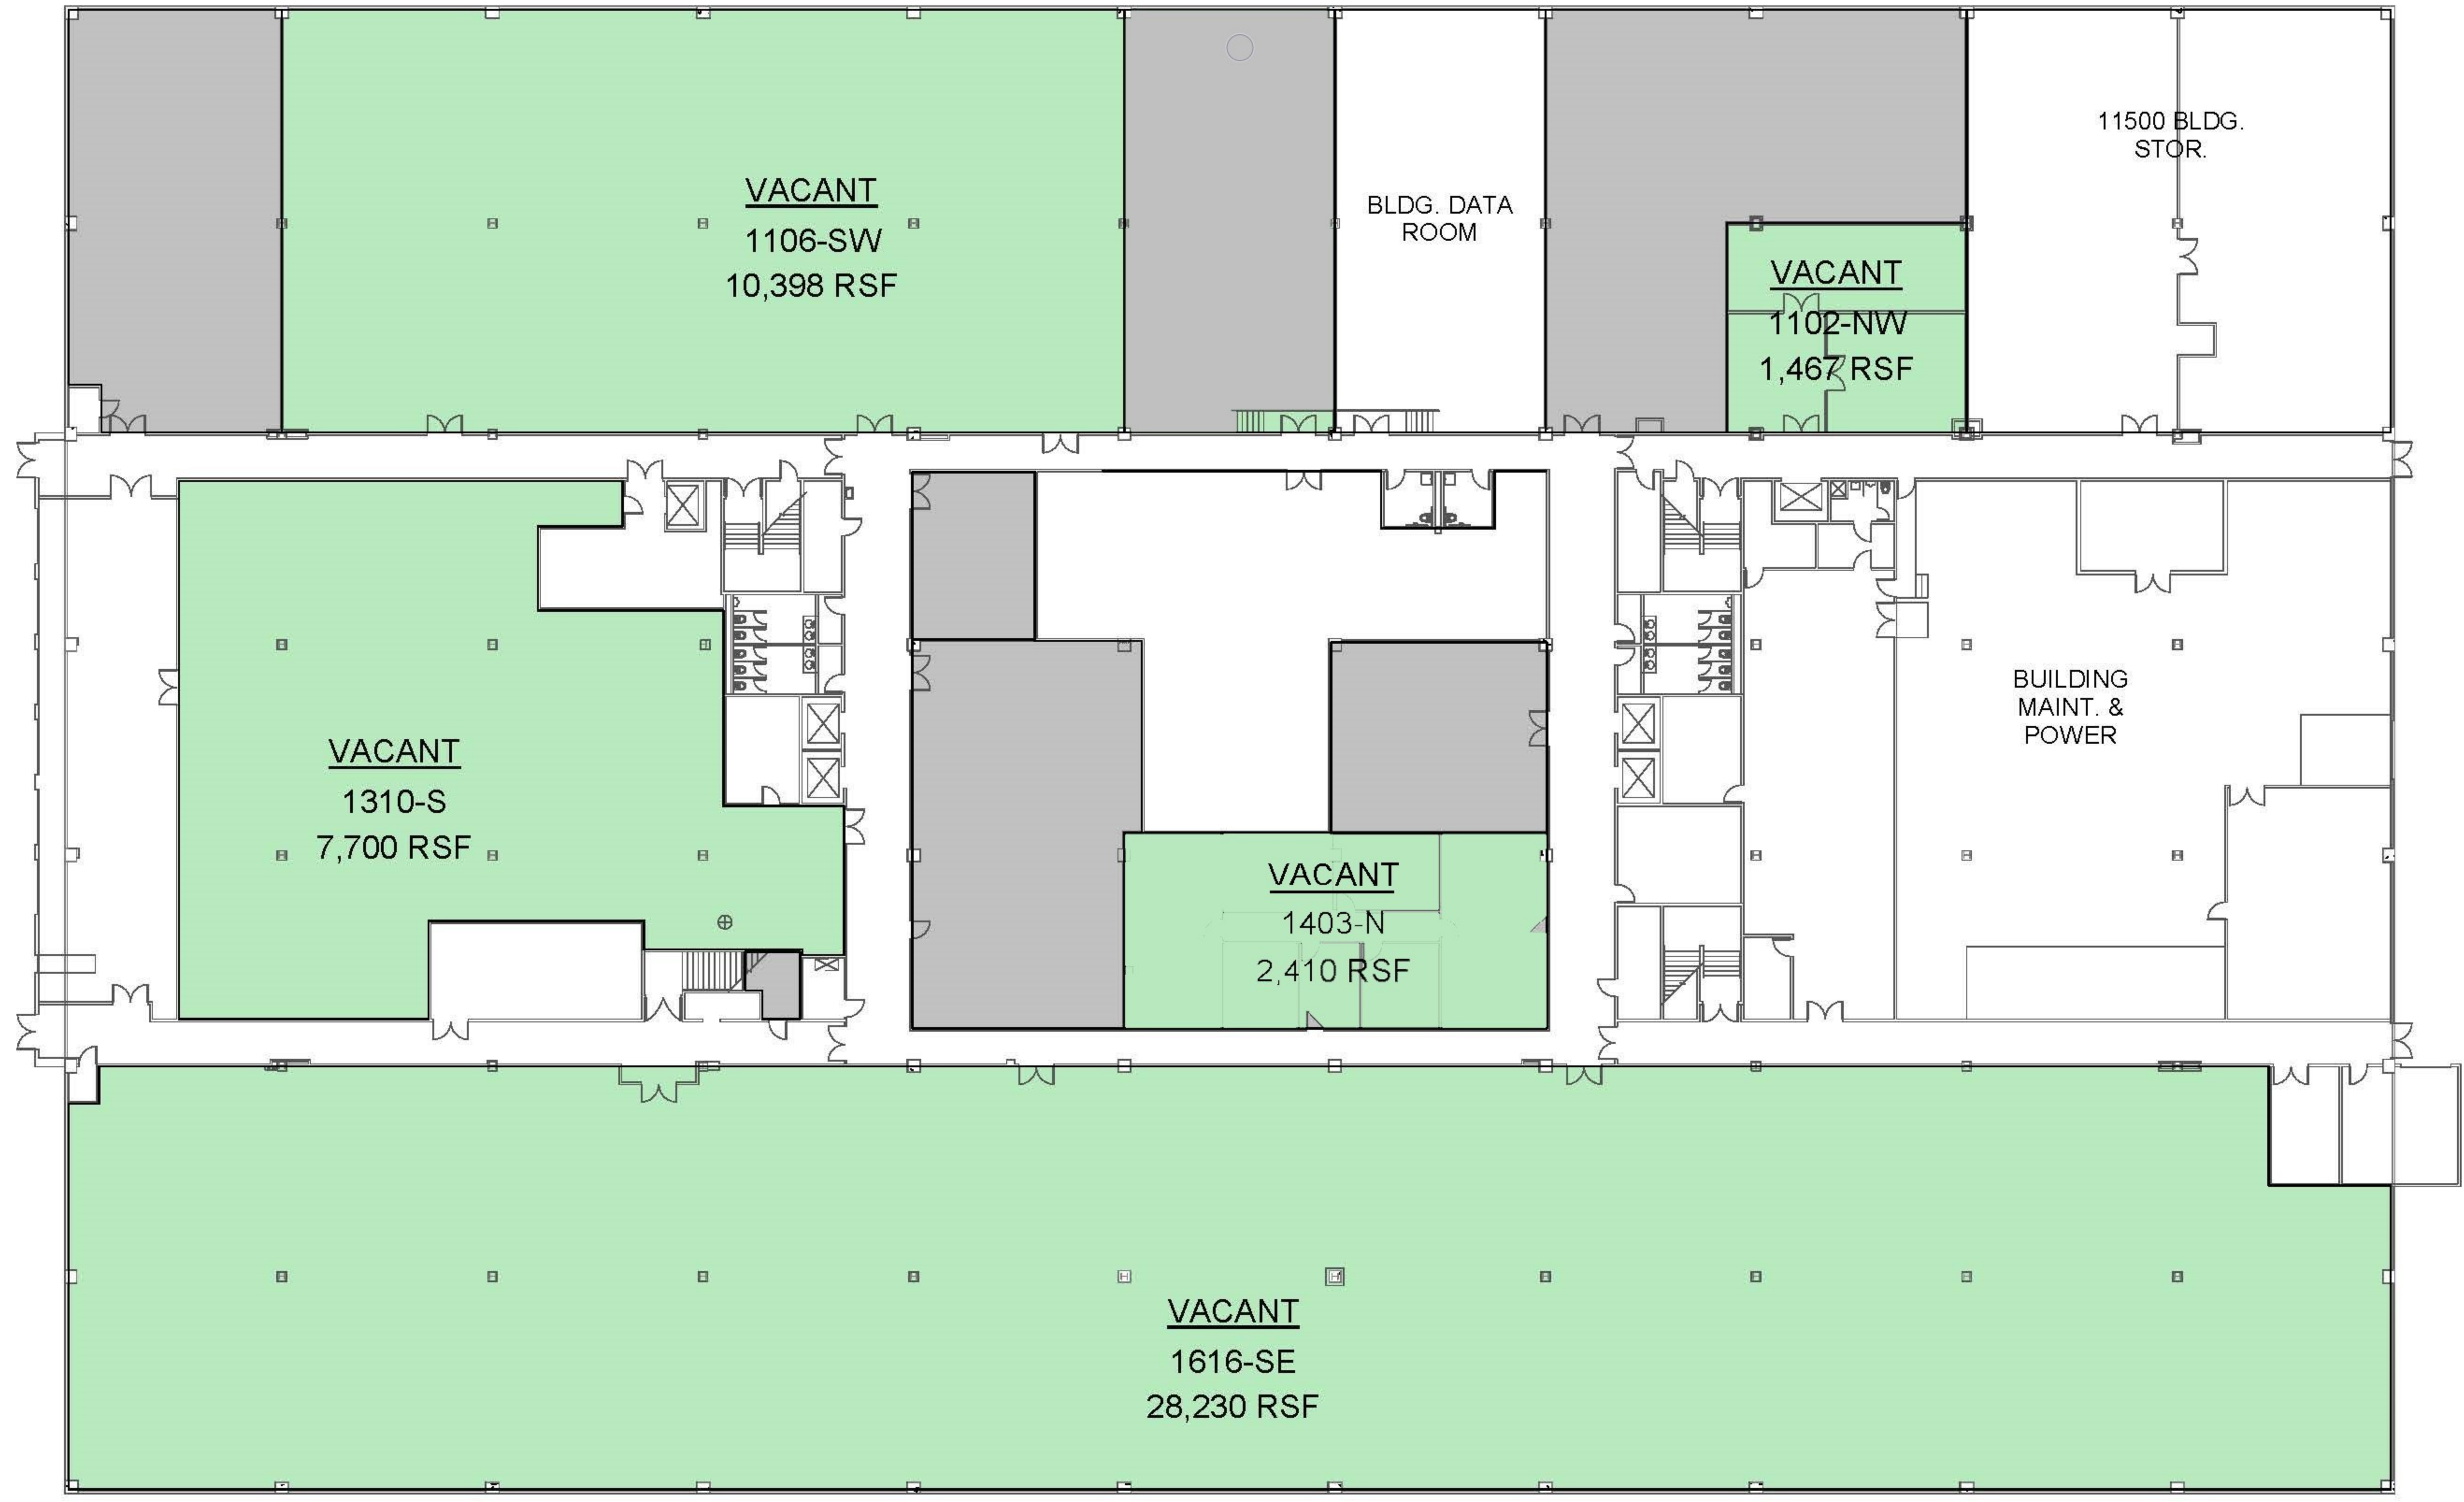 VACANT
1106-SW
10,398 RSF
BLDG. DATA
ROOM
VACANT
1102-NW
1,467 RSF
11500 BLDG.
STOR.
VACANT
1310-S
7,700 RSF
VACANT
1403-N
2,410 RSF
BUILDING
MAINT. &
POWER
VACANT
1616-SE
28,230 RSF